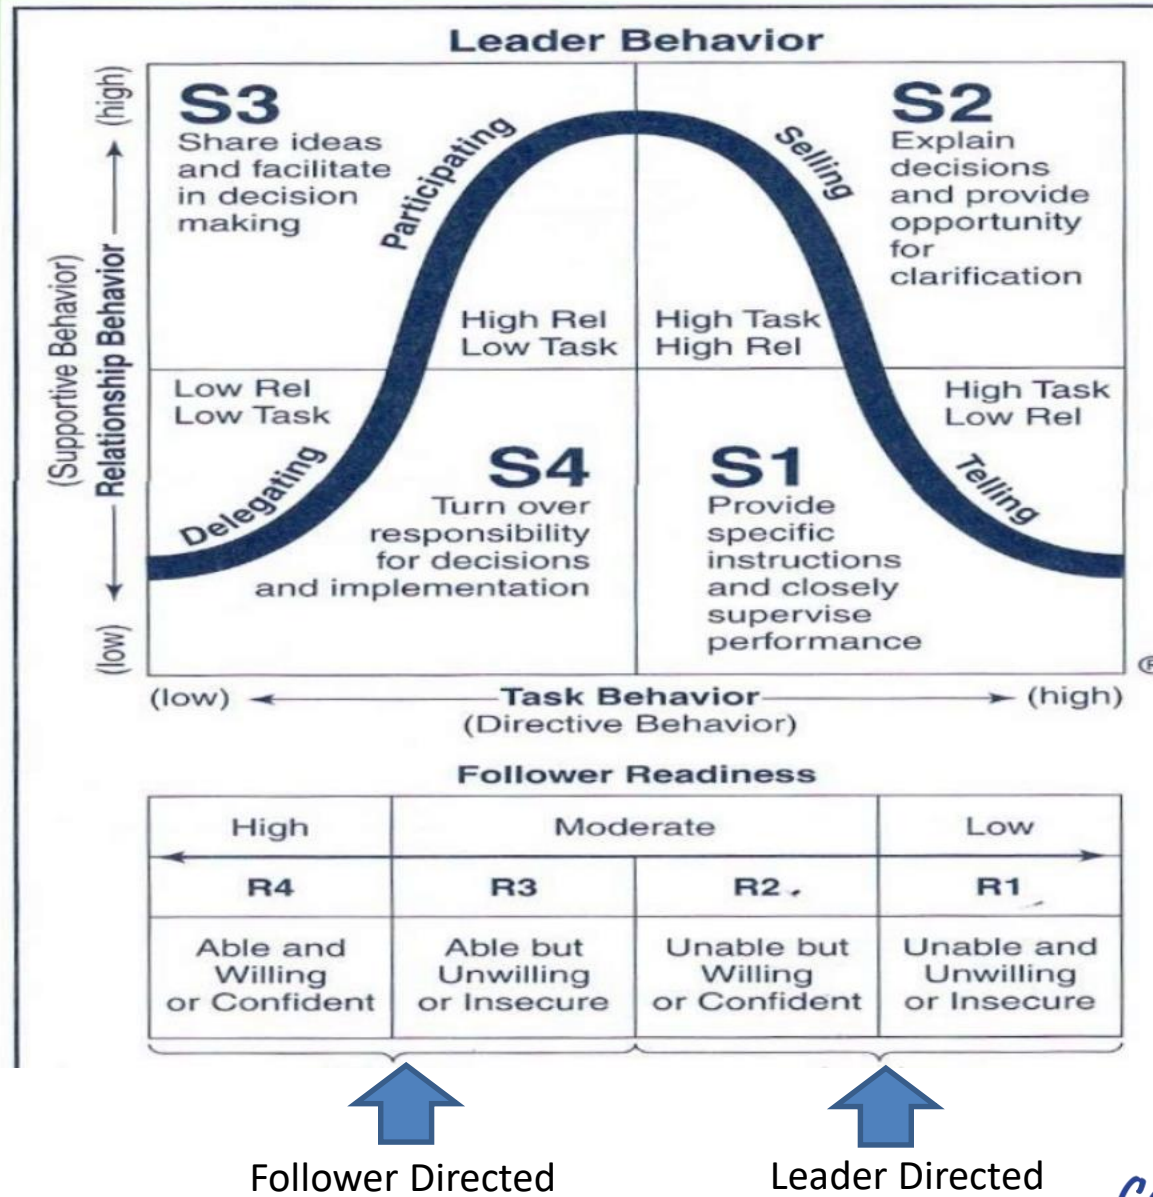 Leader Behavior
S3
Share ideas
and facilitate
in decision
making
Participating
Selling
S2
Explain
decisions
and provide
opportunity
for
clarification
High Rel
Low Task
High Task
High Rel
Low Rel
Low Task
High Task
Low Rel
Delegating
S4
Turn over
responsibility
for decisions
and implementation
S1
Provide
specific
instructions
and closely
supervise
performance
Telling
(high)
Relationship Behavior
(Supportive Behavior)
(low)
®
(low) Task Behavior (high)
(Directive Behavior)
Follower Readiness
High Moderate Low
R4 R3 R2 R1
Able and Able but Unable but Unable and
Willing Unwilling Willing Unwilling
or Confident or Insecure or Confident or Insecure
Follower Directed Leader Directed